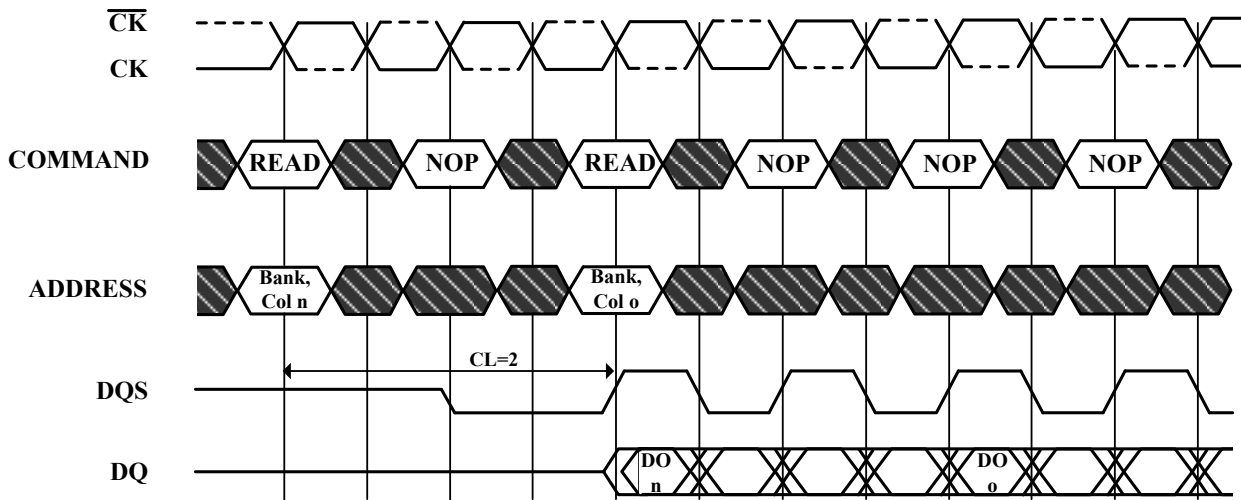 CK
CK
COMMAND READ NOP READ NOP NOP NOP
ADDRESS Bank, Col n Bank, Col o
CL=2
DQS
DQ DO n DO o